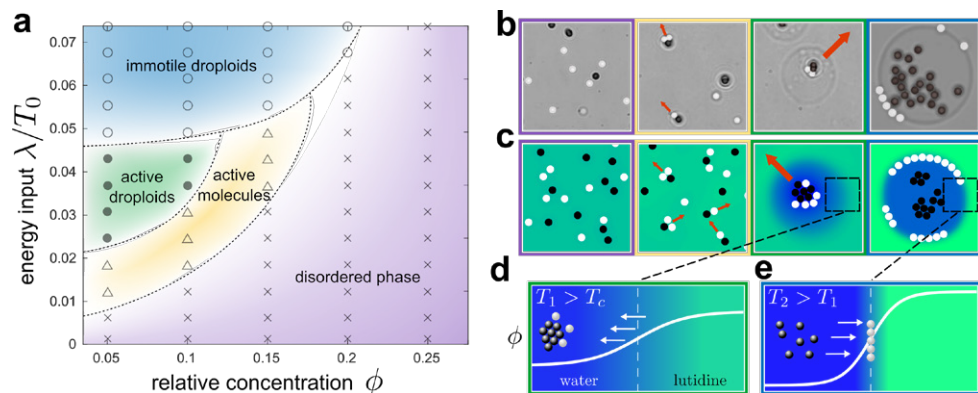 a
energy input λ/T₀
0.07
0.06
0.05
0.04
0.03
0.02
0.01
0
immotile droploids
active
droploids
active
molecules
disordered phase
0.05
0.1
0.15
0.2
0.25
relative concentration ϕ
b
c
d
T₁ > T_c
ϕ
water
lutidine
e
T₂ > T₁